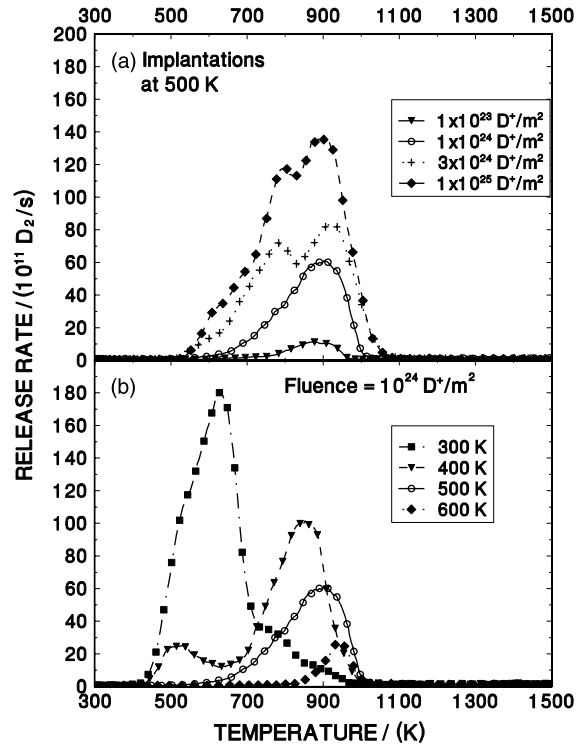 300 500 700 900 1100 1300 1500
200
180
160
140
120
100
80
60
40
20
0
(a) Implantations
at 500 K
1x10²³ D⁺/m²
1x10²⁴ D⁺/m²
3x10²⁴ D⁺/m²
1x10²⁵ D⁺/m²
RELEASE RATE / (10¹¹ D₂/s)
(b) Fluence = 10²⁴ D⁺/m²
180
160
140
120
100
80
60
40
20
0
300 K
400 K
500 K
600 K
300 500 700 900 1100 1300 1500
TEMPERATURE / (K)